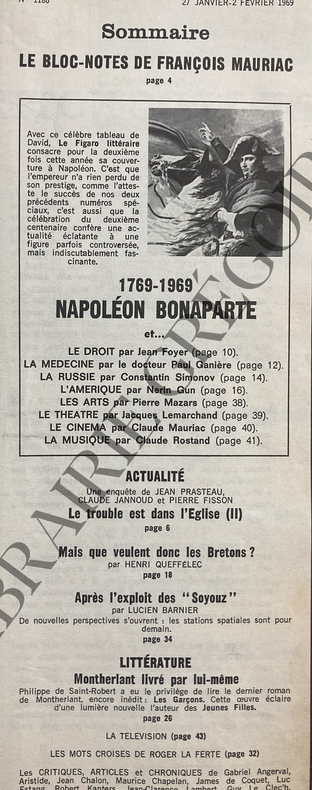 N° 1188
27 JANVIER-2 FÉVRIER 1969
Sommaire
LE BLOC-NOTES DE FRANÇOIS MAURIAC
page 4
Avec ce célèbre tableau de
David, Le Figaro littéraire
consacre pour la deuxième
fois cette année sa couver-
ture à Napoléon. C'est que
l'empereur n'a rien perdu de
son prestige, comme l'attes-
te le succès de nos deux
précédents numéros spé-
ciaux, c'est aussi que la
célébration du deuxième
centenaire confère une ac-
tualité éclatante à une
figure parfois controversée,
mais indiscutablement fas-
cinante.
1769-1969
NAPOLÉON BONAPARTE
et...
LE DROIT par Jean Foyer (page 10).
LA MEDECINE par le docteur Paul Ganière (page 12).
LA RUSSIE par Constantin Simonov (page 14).
L'AMERIQUE par Nerin Gun (page 16).
LES ARTS par Pierre Mazars (page 38).
LE THEATRE par Jacques Lemarchand (page 39).
LE CINEMA par Claude Mauriac (page 40).
LA MUSIQUE par Claude Rostand (page 41).
ACTUALITÉ
Une enquête de JEAN PRASTEAU,
CLAUDE JANNOUD et PIERRE FISSON
Le trouble est dans l'Eglise (II)
page 6
Mais que veulent donc les Bretons ?
par HENRI QUEFFÉLEC
page 18
Après l'exploit des "Soyouz"
par LUCIEN BARNIER
De nouvelles perspectives s'ouvrent : les stations spatiales sont pour
demain.
page 34
LITTÉRATURE
Montherlant livré par lui-même
Philippe de Saint-Robert a eu le privilège de lire le dernier roman
de Montherlant, encore inédit : Les Garçons. Cette œuvre éclaire
d'une lumière nouvelle l'auteur des Jeunes Filles.
page 26
LA TELEVISION (page 43)
LES MOTS CROISES DE ROGER LA FERTE (page 32)
Les CRITIQUES, ARTICLES et CHRONIQUES de Gabriel Angerval,
Aristide, Jean Chalon, Maurice Chapelan, James de Coquet, Luc
Estang, Robert Kanters, Jean-Clarence Lambert, Guy Le Clec'h,